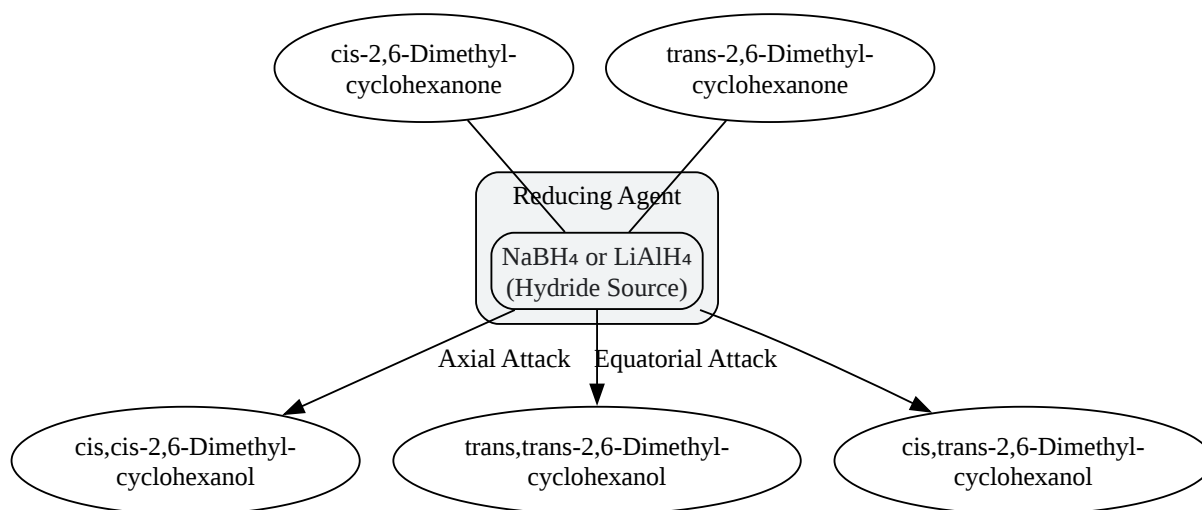 cis-2,6-Dimethyl-
cyclohexanone
trans-2,6-Dimethyl-
cyclohexanone
Reducing Agent
NaBH₄ or LiAlH₄
(Hydride Source)
Axial Attack
Equatorial Attack
cis,cis-2,6-Dimethyl-
cyclohexanol
trans,trans-2,6-Dimethyl-
cyclohexanol
cis,trans-2,6-Dimethyl-
cyclohexanol